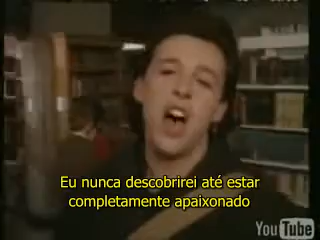 Eu nunca descobrirei até estar
completamente apaixonado
YouTube